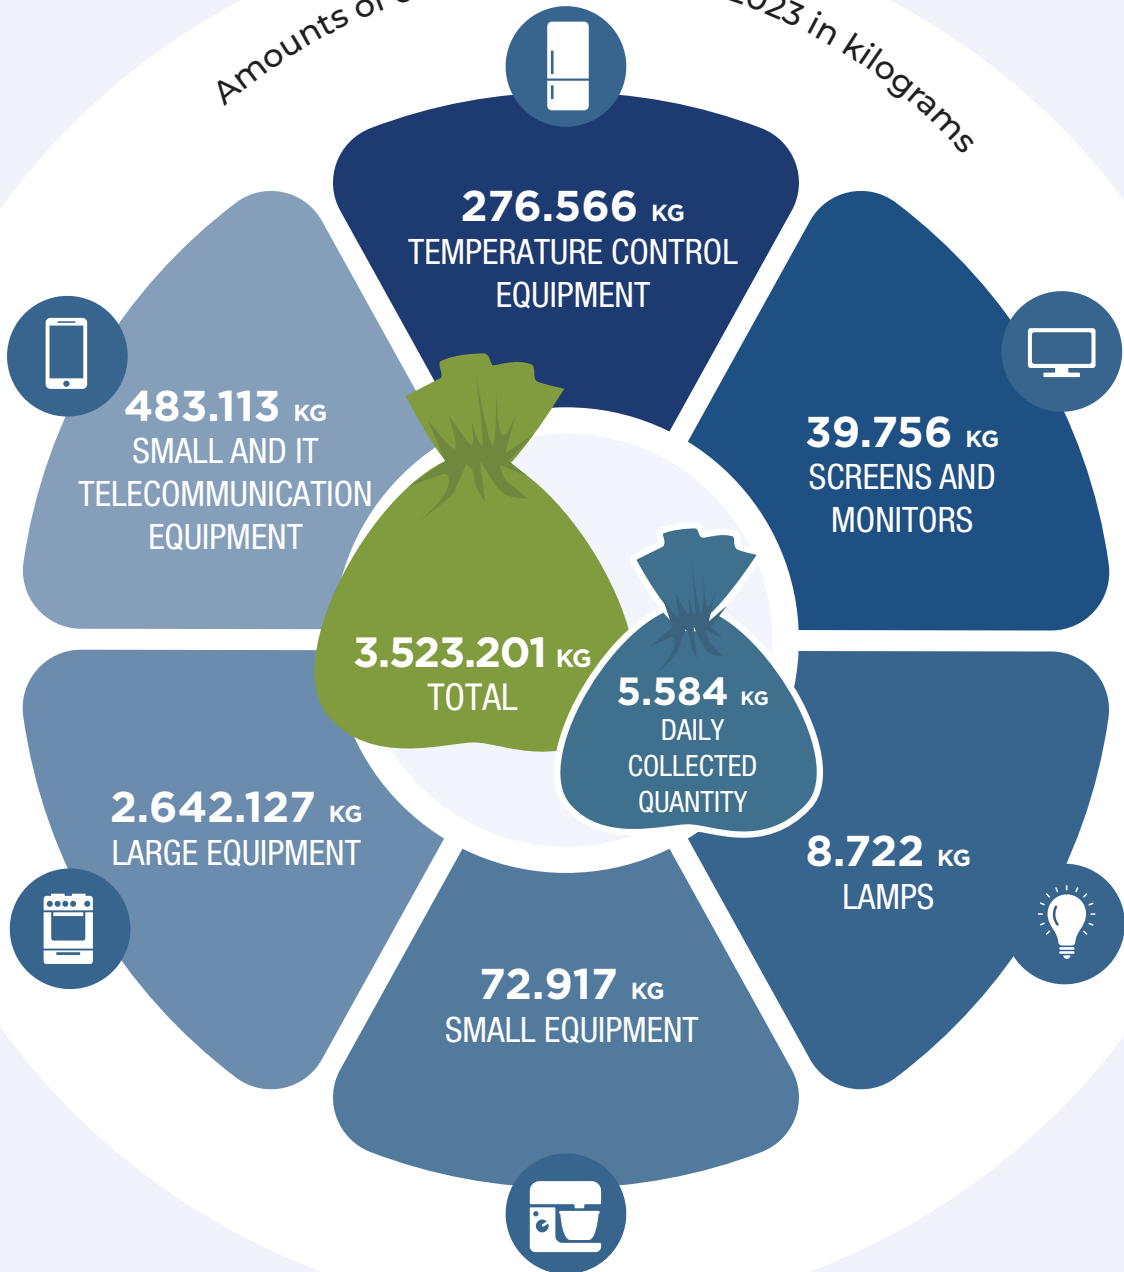 Amounts of
2023 in kilograms
276.566 KG
TEMPERATURE CONTROL
EQUIPMENT
39.756 KG
SCREENS AND
MONITORS
483.113 KG
SMALL AND IT
TELECOMMUNICATION
EQUIPMENT
3.523.201 KG
TOTAL
5.584 KG
DAILY
COLLECTED
QUANTITY
2.642.127 KG
LARGE EQUIPMENT
8.722 KG
LAMPS
72.917 KG
SMALL EQUIPMENT